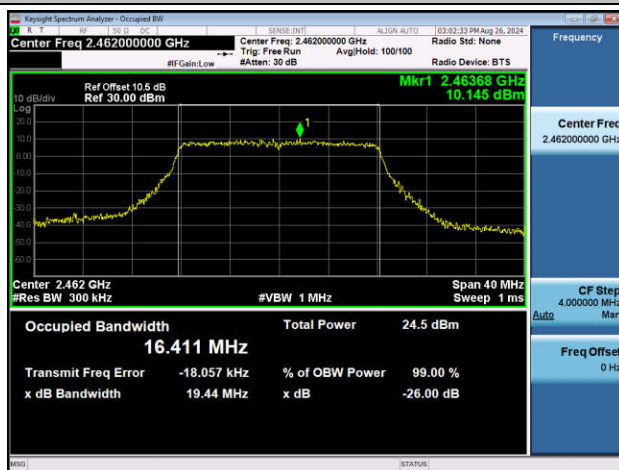 Keysight Spectrum Analyzer - Occupied BW
R T RF 50 Ω DC SENSE:INT ALIGN AUTO 03:02:33 PM Aug 26, 2024
Center Freq 2.462000000 GHz Center Freq: 2.462000000 GHz Radio Std: None Frequency
Trig: Free Run Avg|Hold: 100/100
#IFGain:Low #Atten: 30 dB Radio Device: BTS
Ref Offset 10.5 dB Mkr1 2.46368 GHz
10 dB/div Ref 30.00 dBm 10.145 dBm
Log
20.0
1
10.0
0.00
-10.0
-20.0
-30.0
-40.0
-50.0
-60.0
Center Freq
2.462000000 GHz
Center 2.462 GHz Span 40 MHz
#Res BW 300 kHz #VBW 1 MHz Sweep 1 ms
CF Step
4.000000 MHz
Auto Man
Occupied Bandwidth Total Power 24.5 dBm
16.411 MHz
Transmit Freq Error -18.057 kHz % of OBW Power 99.00 %
x dB Bandwidth 19.44 MHz x dB -26.00 dB
Freq Offset
0 Hz
MSG STATUS